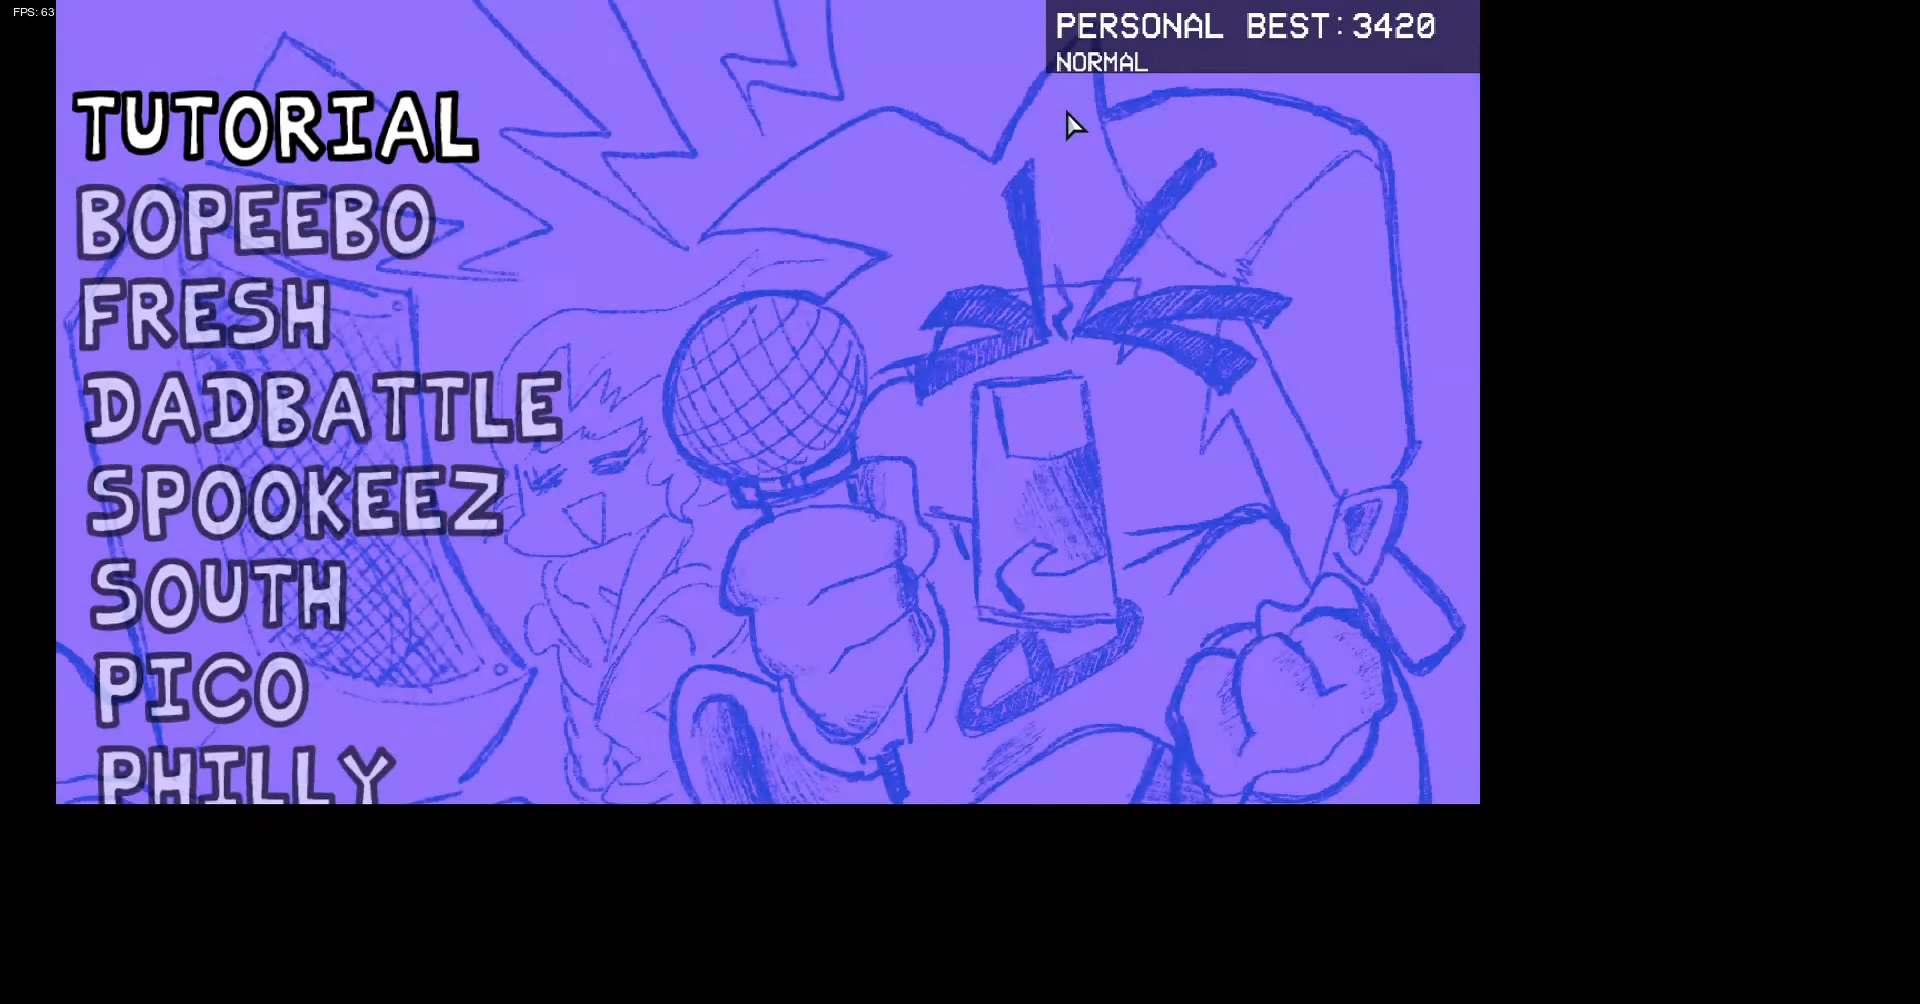 FPS: 63
PERSONAL BEST:3420
NORMAL
TUTORIAL
BOPEEBO
FRESH
DADBATTLE
SPOOKEEZ
SOUTH
PICO
PHILLY